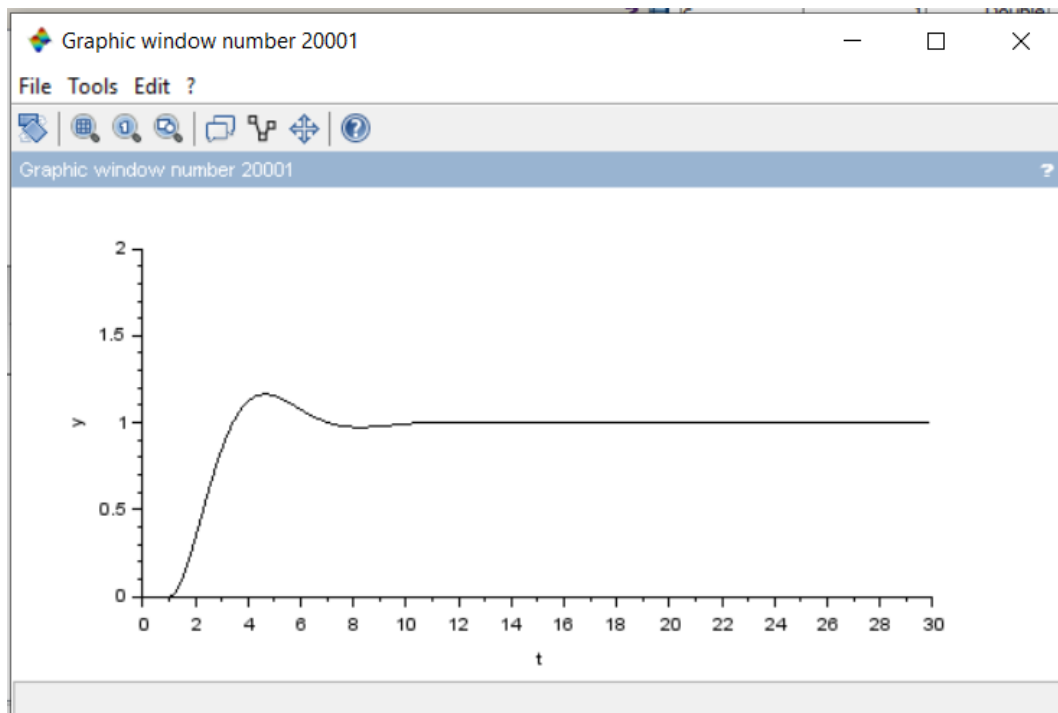 Graphic window number 20001
File Tools Edit ?
Graphic window number 20001 ?
2
1.5
y
1
0.5
0
0 2 4 6 8 10 12 14 16 18 20 22 24 26 28 30
t